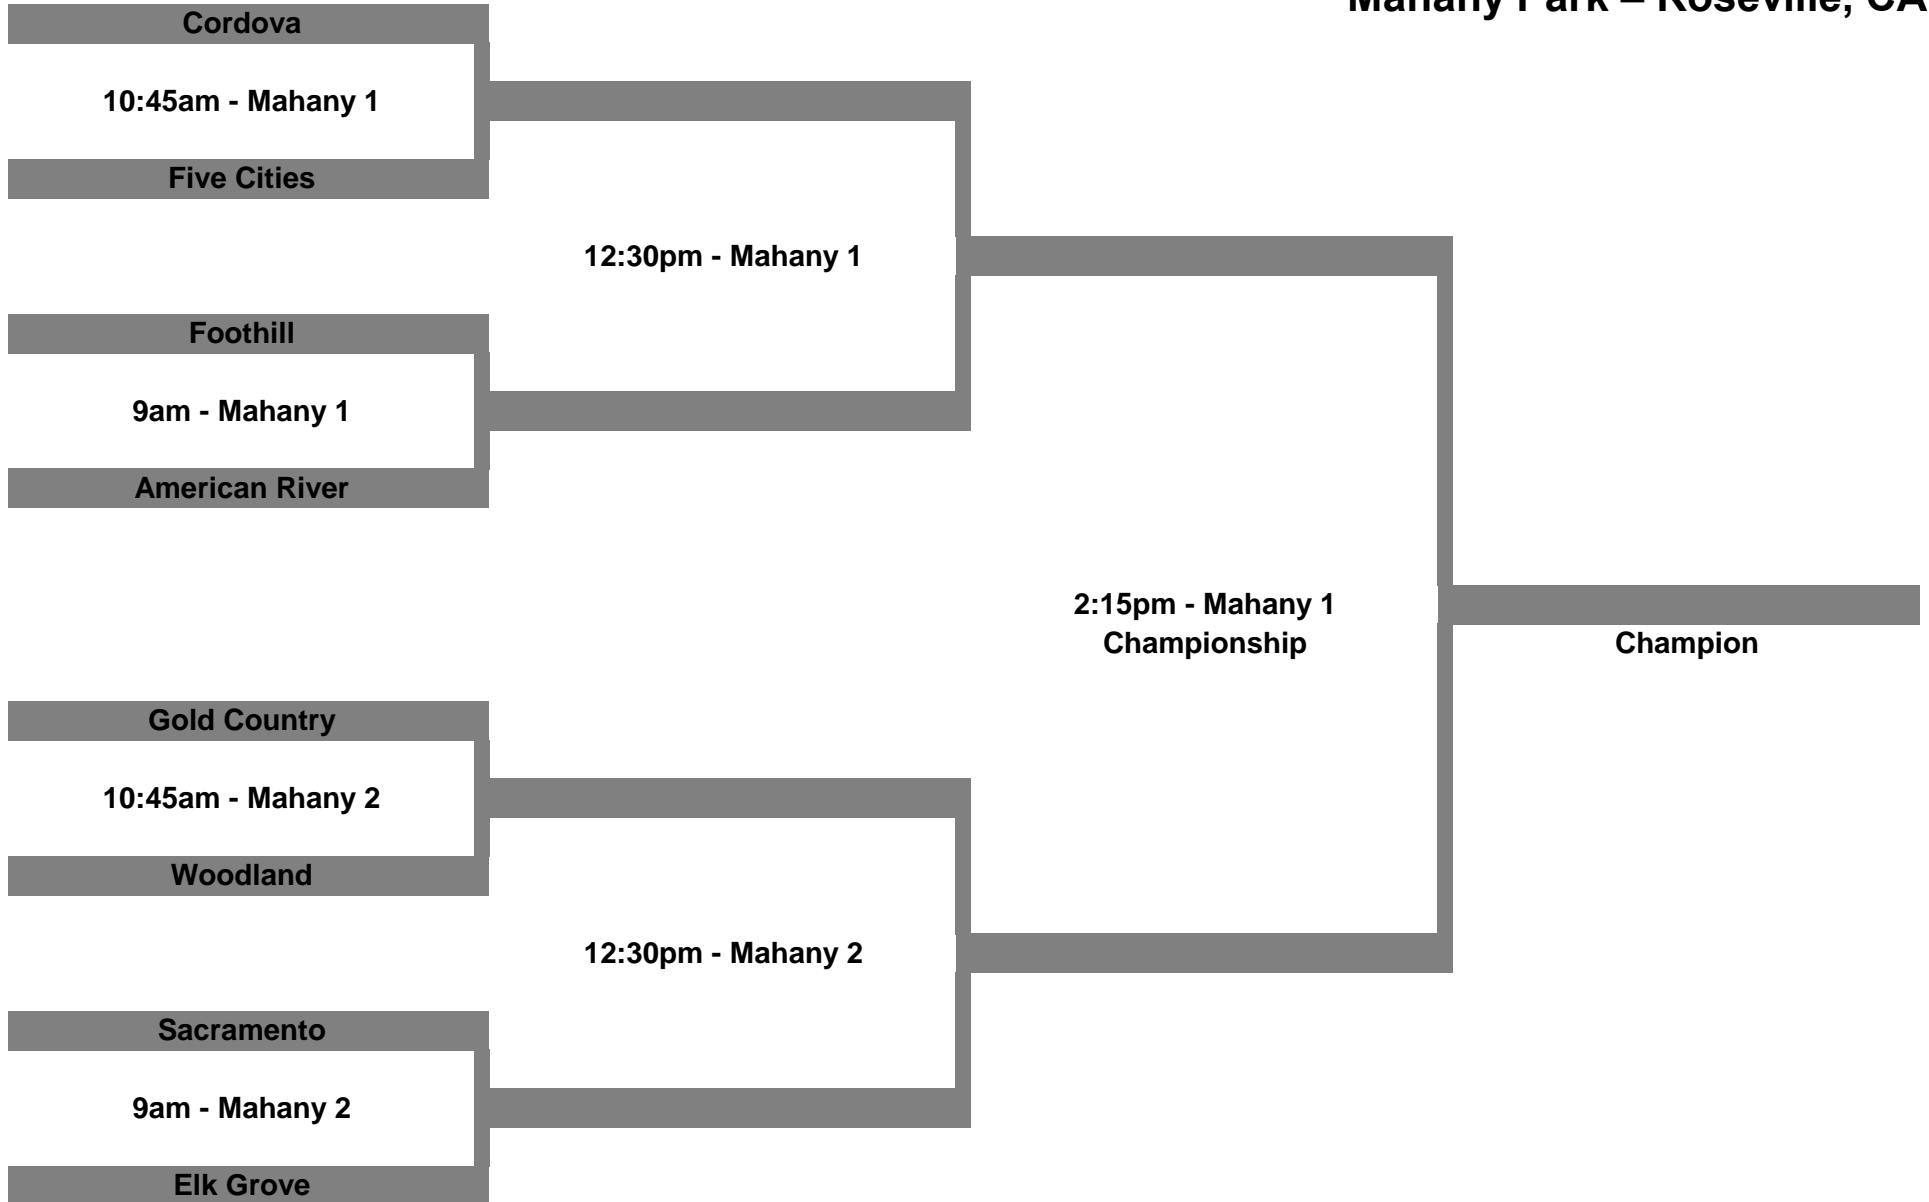 Mahany Park – Roseville, CA
Cordova
10:45am - Mahany 1
Five Cities
12:30pm - Mahany 1
Foothill
9am - Mahany 1
American River
2:15pm - Mahany 1
Championship
Champion
Gold Country
10:45am - Mahany 2
Woodland
12:30pm - Mahany 2
Sacramento
9am - Mahany 2
Elk Grove